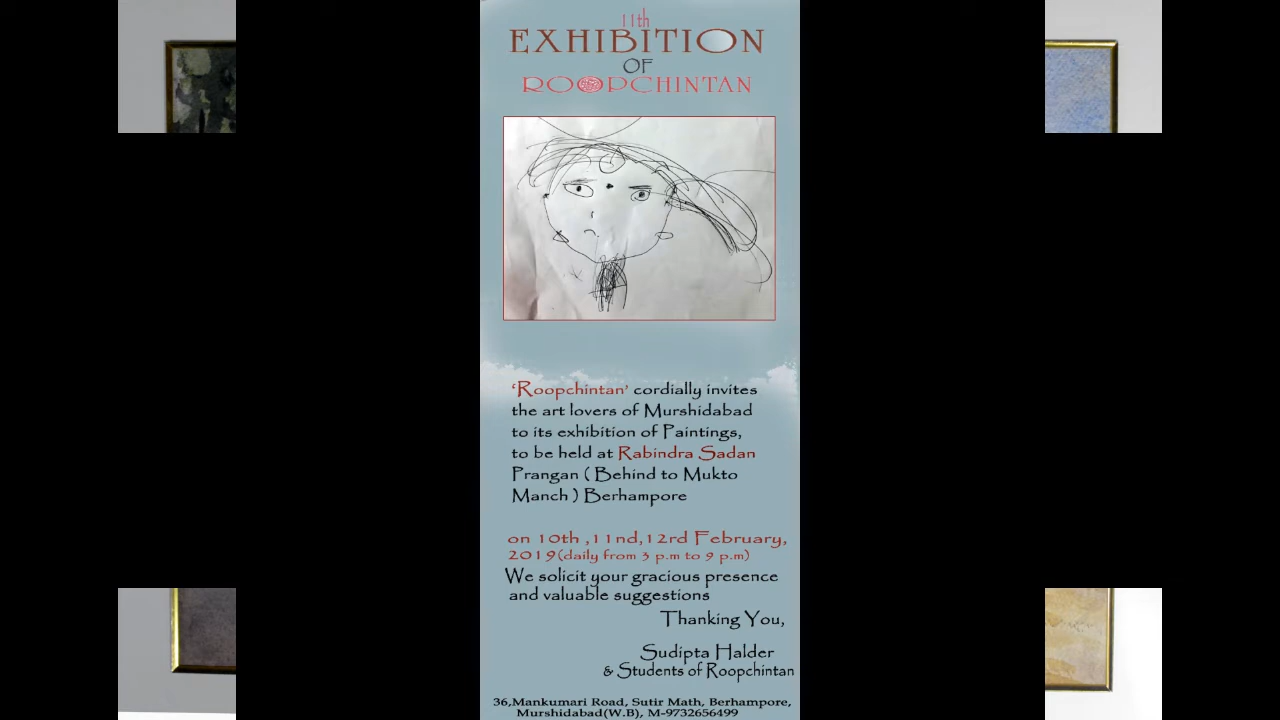 11th
EXHIBITION
OF
ROOPCHINTAN
‘Roopchintan’ cordially invites
the art lovers of Murshidabad
to its exhibition of Paintings,
to be held at Rabindra Sadan
Prangan ( Behind to Mukto
Manch ) Berhampore
on 10th ,11nd,12rd February,
2019(daily from 3 p.m to 9 p.m)
We solicit your gracious presence
and valuable suggestions
Thanking You,
Sudipta Halder
& Students of Roopchintan
36,Mankumari Road, Sutir Math, Berhampore,
Murshidabad(W.B), M-9732656499